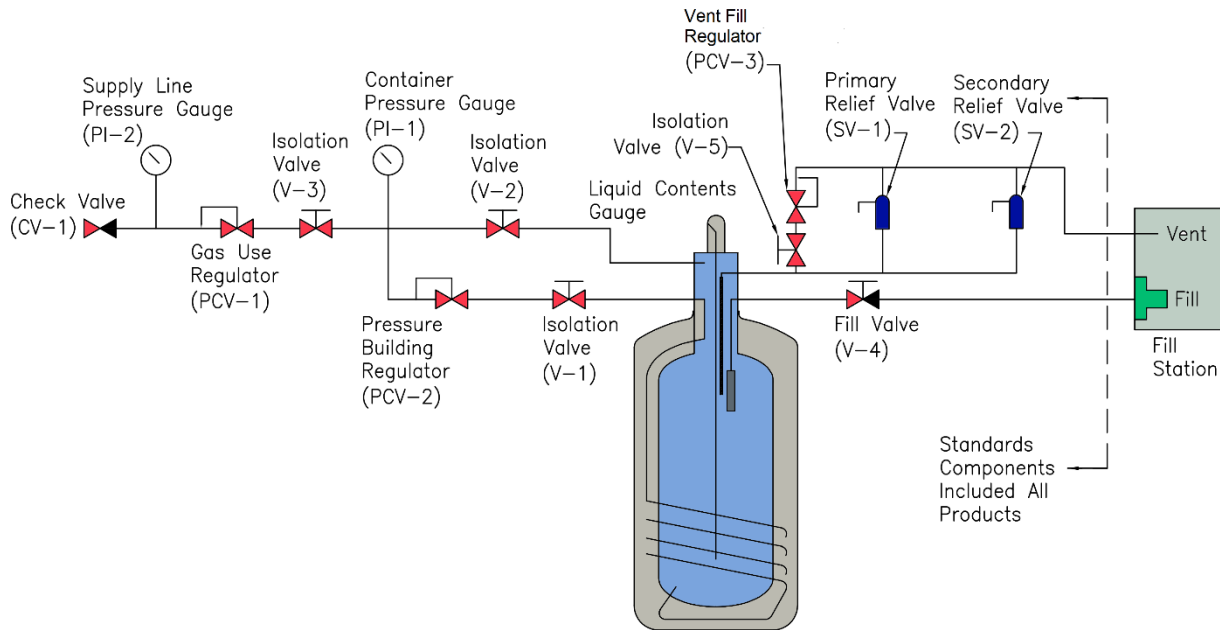 Vent Fill
Regulator
(PCV-3)
Supply Line
Pressure Gauge
(PI-2)
Container
Pressure Gauge
(PI-1)
Primary
Relief Valve
(SV-1)
Secondary
Relief Valve
(SV-2)
Isolation
Valve
(V-3)
Isolation
Valve
(V-2)
Isolation
Valve (V-5)
Liquid Contents
Gauge
Check Valve
(CV-1)
Gas Use
Regulator
(PCV-1)
Pressure
Building
Regulator
(PCV-2)
Isolation
Valve
(V-1)
Fill Valve
(V-4)
Vent
Fill
Fill
Station
Standards
Components
Included All
Products